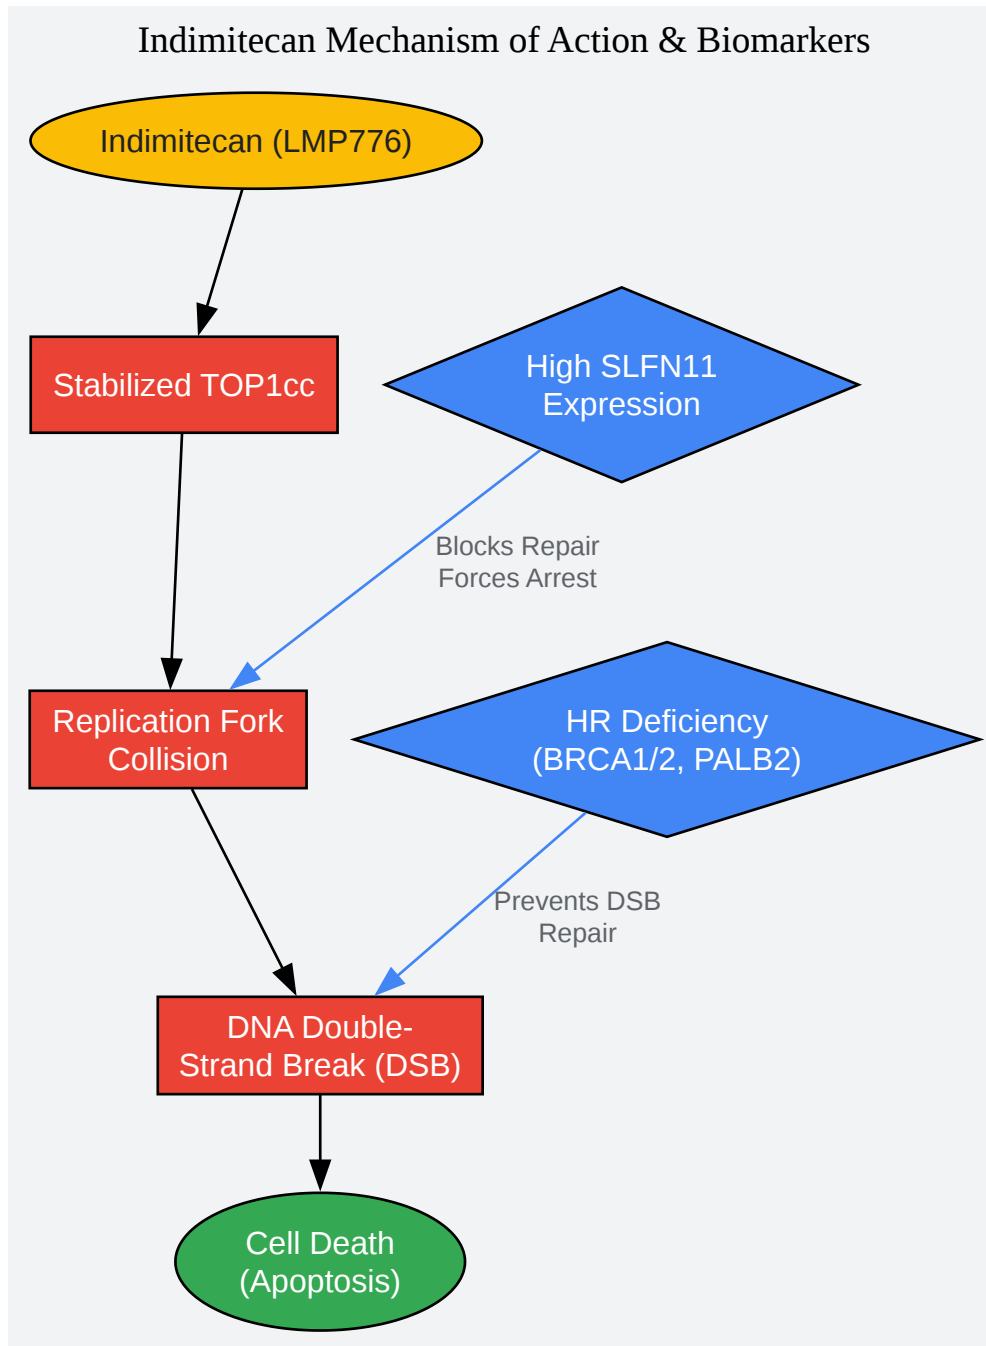 Indimitecan Mechanism of Action & Biomarkers
Indimitecan (LMP776)
Stabilized TOP1cc
High SLFN11
Expression
Blocks Repair
Forces Arrest
Replication Fork
Collision
HR Deficiency
(BRCA1/2, PALB2)
Prevents DSB
Repair
DNA Double-
Strand Break (DSB)
Cell Death
(Apoptosis)